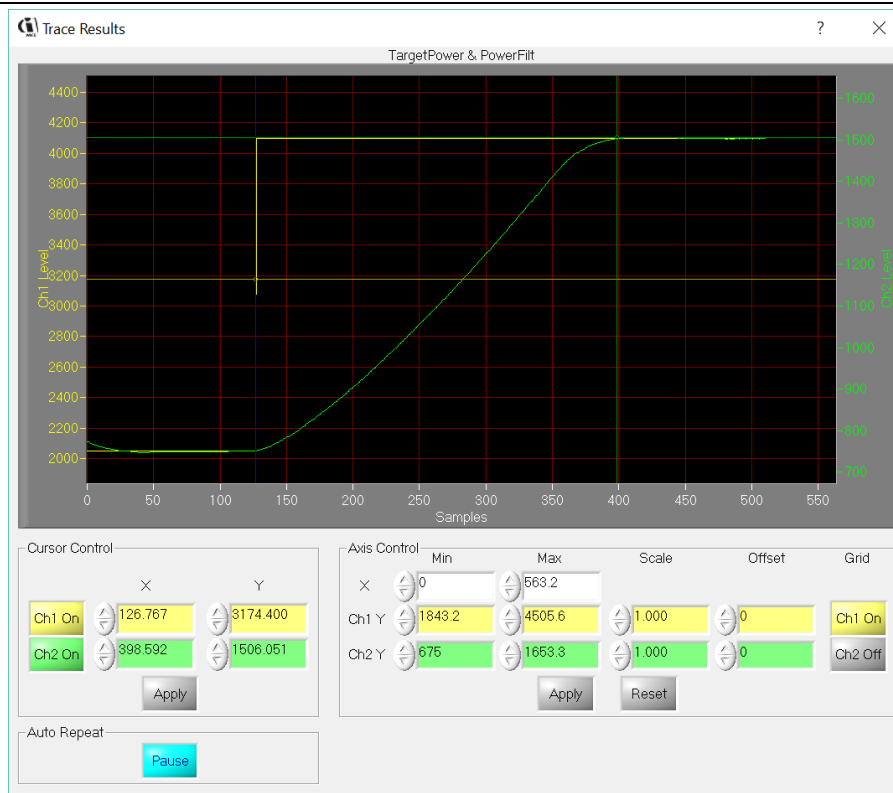 Trace Results ? ×
TargetPower & PowerFilt
4400
4200
4000
3800
3600
3400
3200
3000
2800
2600
2400
2200
2000
Ch1 Level
1600
1500
1400
1300
1200
1100
1000
900
800
700
Ch2 Level
0 50 100 150 200 250 300 350 400 450 500 550
Samples
Cursor Control
X Y
Ch1 On 126.767 3174.400
Ch2 On 398.592 1506.051
Apply
Auto Repeat
Pause
Axis Control
Min Max Scale Offset Grid
X 0 563.2
Ch1 Y 1843.2 4505.6 1.000 0 Ch1 On
Ch2 Y 675 1653.3 1.000 0 Ch2 Off
Apply Reset